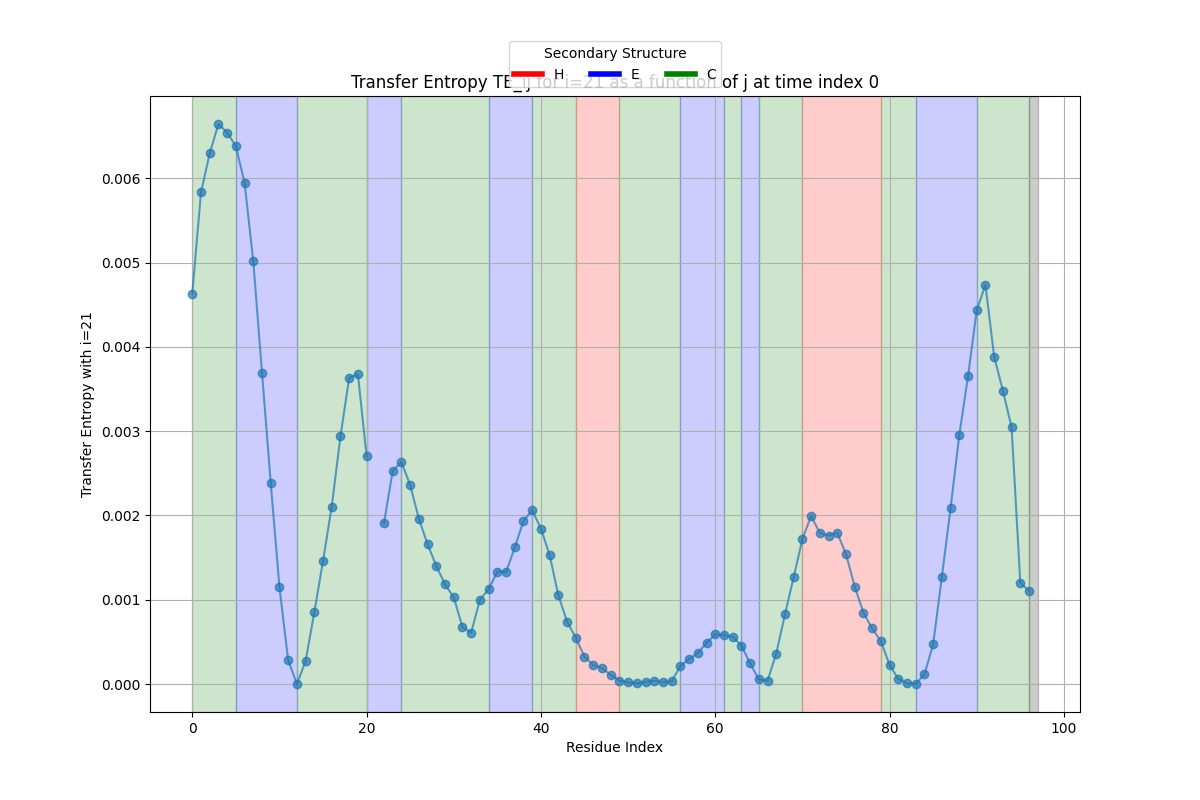 Secondary Structure
H E C
Transfer Entropy TE_ij for i=21 as a function of j at time index 0
Transfer Entropy with i=21
0.006
0.005
0.004
0.003
0.002
0.001
0.000
0 20 40 60 80 100
Residue Index